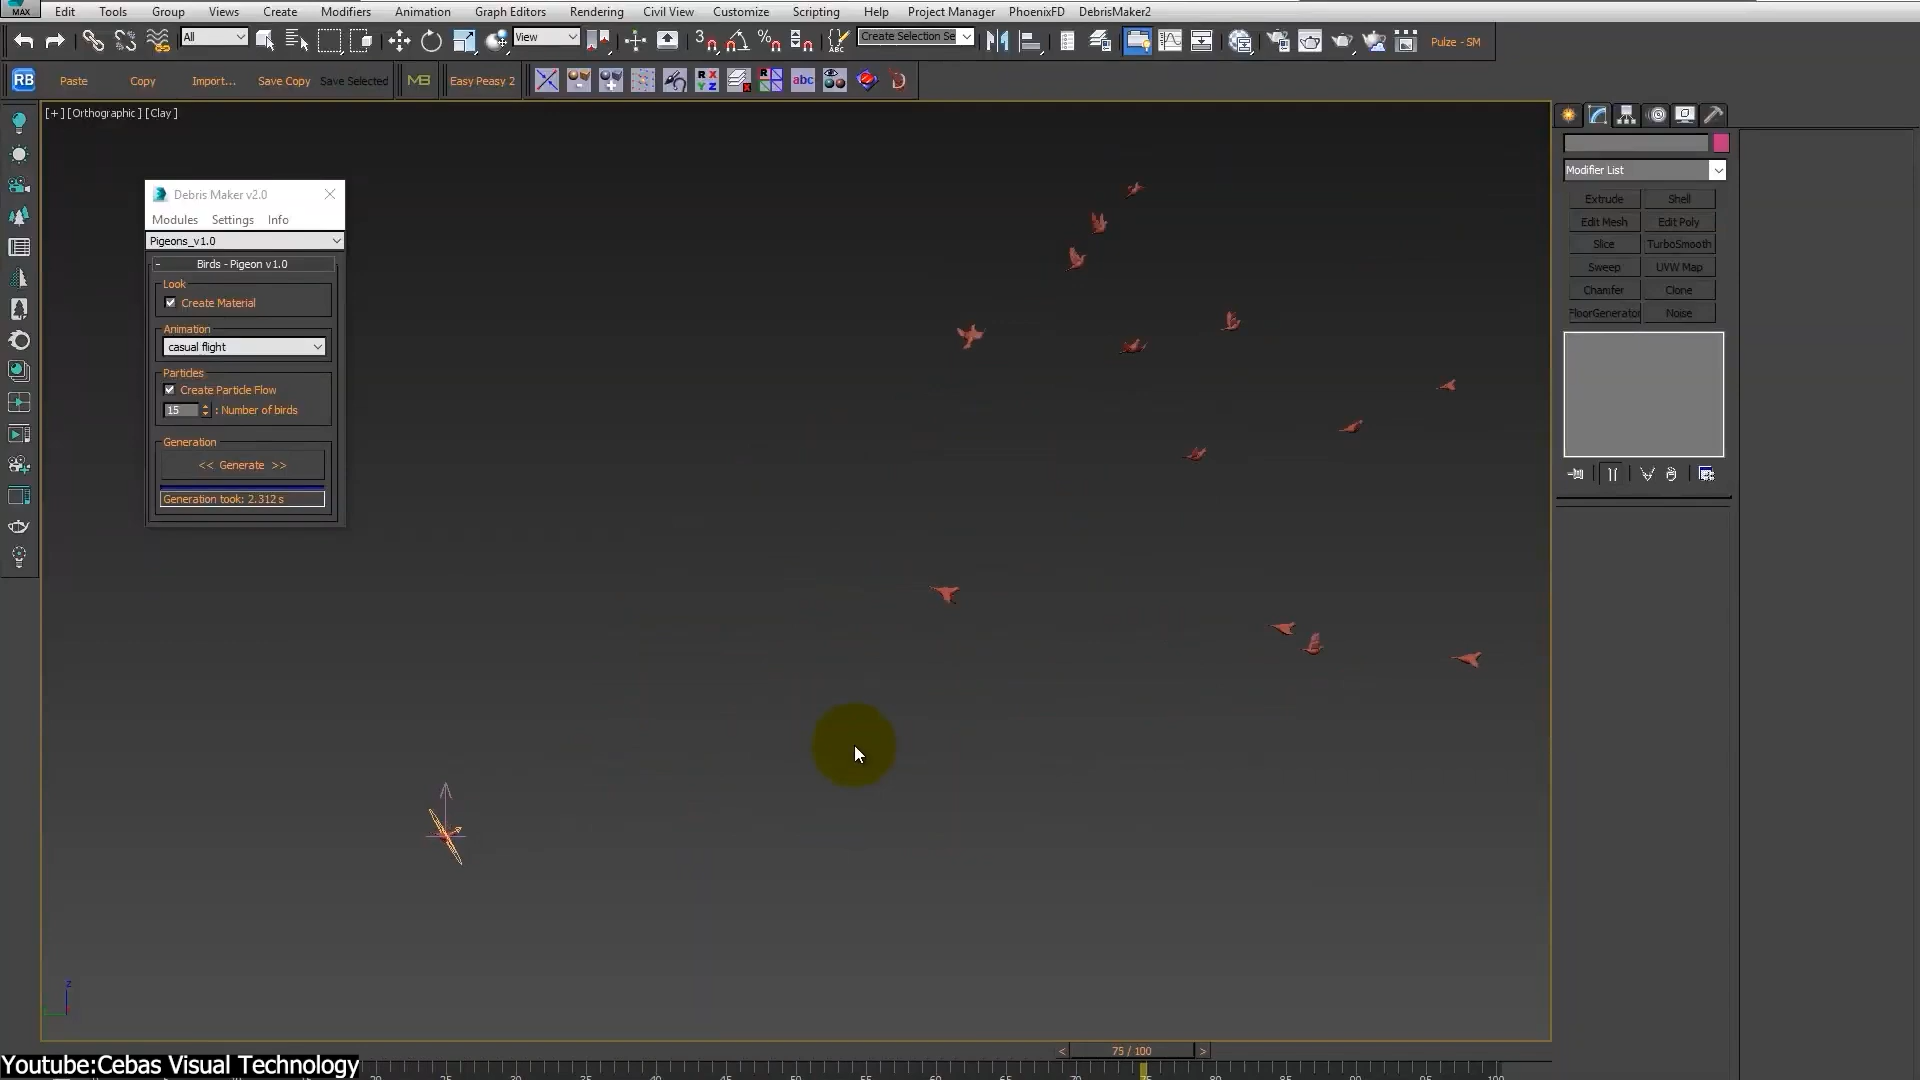 MAX Edit Tools Group Views Create Modifiers Animation Graph Editors Rendering Civil View Customize Scripting Help Project Manager PhoenixFD DebrisMaker2
All View Create Selection Se Pulze - SM
RB Paste Copy Import... Save Copy Save Selected MB Easy Peasy 2 abc
[+] [Orthographic ] [Clay ]
Debris Maker v2.0
Modules Settings Info
Pigeons_v1.0
- Birds - Pigeon v1.0
Look
Create Material
Animation
casual flight
Particles
Create Particle Flow
15 : Number of birds
Generation
<< Generate >>
Generation took: 2.312 s
Modifier List
Extrude Shell
Edit Mesh Edit Poly
Slice TurboSmooth
Sweep UVW Map
Chamfer Clone
FloorGenerator Noise
z
< 75 / 100 >
Youtube:Cebas Visual Technology